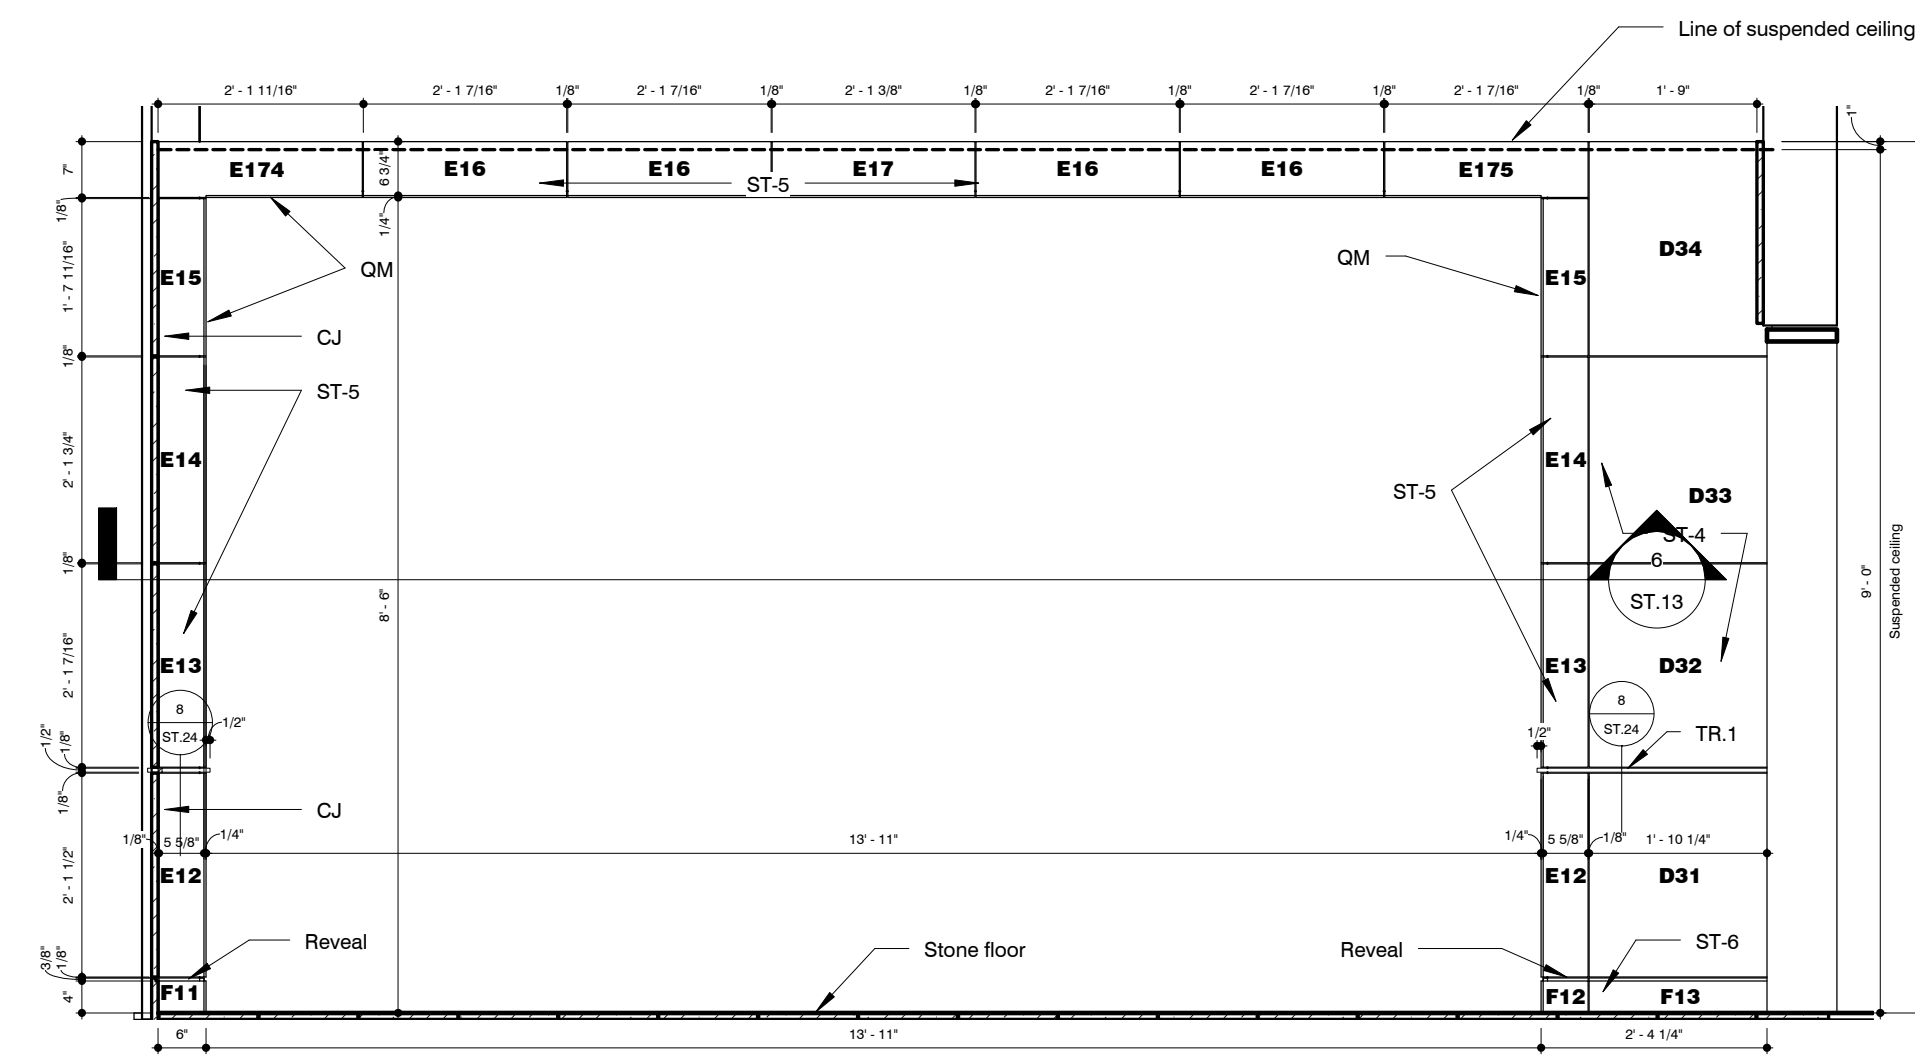 Line of suspended ceiling
2' - 1 11/16" 2' - 1 7/16" 1/8" 2' - 1 7/16" 1/8" 2' - 1 3/8" 1/8" 2' - 1 7/16" 1/8" 2' - 1 7/16" 1/8" 2' - 1 7/16" 1/8" 1' - 9"
1"
7" E174 6 3/4" E16 E16 E17 E16 E16 E175
ST-5
1/8" 1/4"
D34
QM QM
1' - 7 11/16" E15 E15
CJ
1/8"
ST-5
2' - 1 3/4" E14 E14
ST-5 D33
ST-4
1/8" 6
ST.13
8' - 6" 9' - 0" Suspended ceiling
2' - 1 7/16" E13 E13 D32
8 8
1/2"
ST.24 ST.24
1/2" 1/8" 1/2" TR.1
1/8"
CJ
1/8" 5 5/8" 1/4" 13' - 11" 1/4" 5 5/8" 1/8" 1' - 10 1/4"
2' - 1 1/2" E12 E12 D31
Reveal Stone floor Reveal ST-6
3/8" 1/8"
4" F11 F12 F13
6" 13' - 11" 2' - 4 1/4"